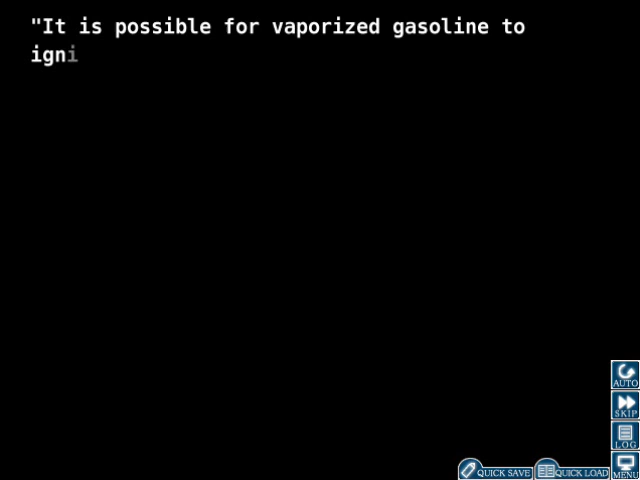 "It is possible for vaporized gasoline to
igni
AUTO
SKIP
LOG
QUICK SAVE
QUICK LOAD
MENU